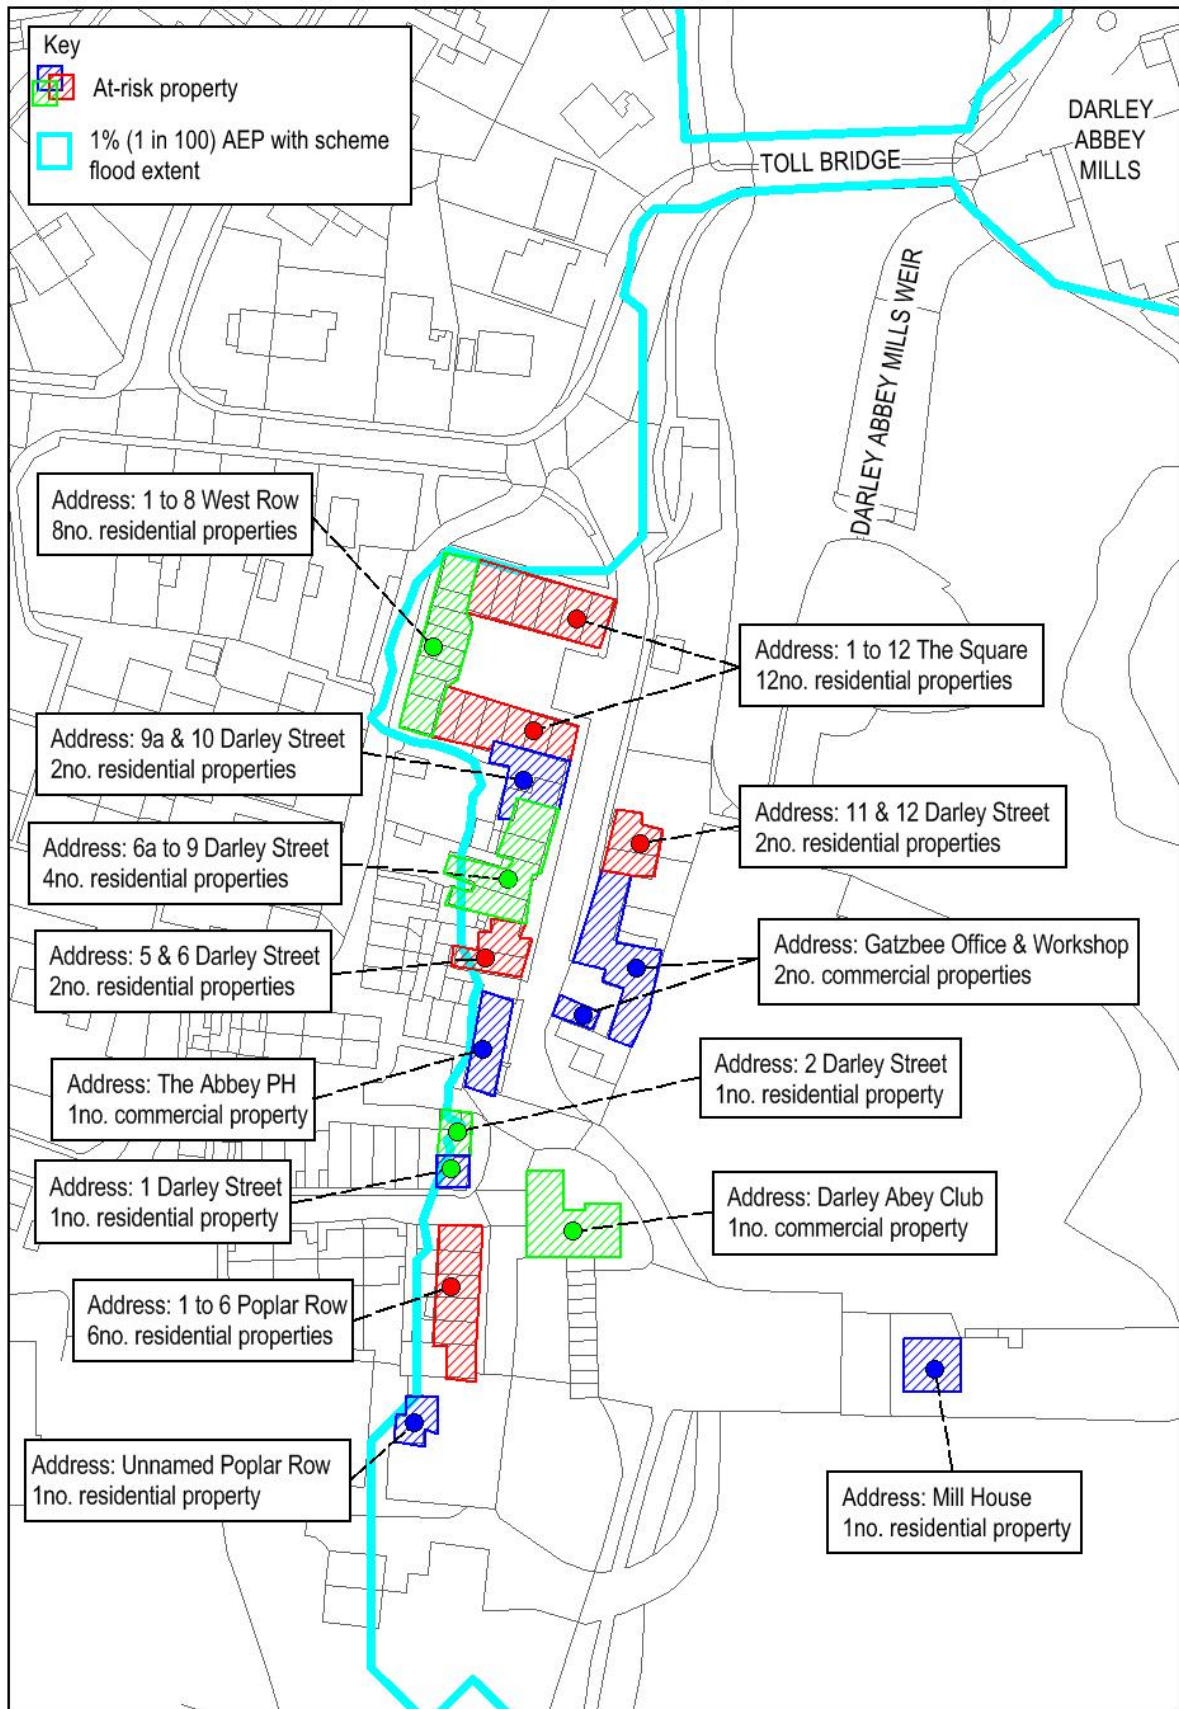 Key
At-risk property
1% (1 in 100) AEP with scheme
flood extent
DARLEY
ABBEY
MILLS
TOLL BRIDGE
DARLEY ABBEY MILLS WEIR
Address: 1 to 8 West Row
8no. residential properties
Address: 1 to 12 The Square
12no. residential properties
Address: 9a & 10 Darley Street
2no. residential properties
Address: 11 & 12 Darley Street
2no. residential properties
Address: 6a to 9 Darley Street
4no. residential properties
Address: 5 & 6 Darley Street
2no. residential properties
Address: Gatzbee Office & Workshop
2no. commercial properties
Address: The Abbey PH
1no. commercial property
Address: 2 Darley Street
1no. residential property
Address: 1 Darley Street
1no. residential property
Address: Darley Abey Club
1no. commercial property
Address: 1 to 6 Poplar Row
6no. residential properties
Address: Unnamed Poplar Row
1no. residential property
Address: Mill House
1no. residential property